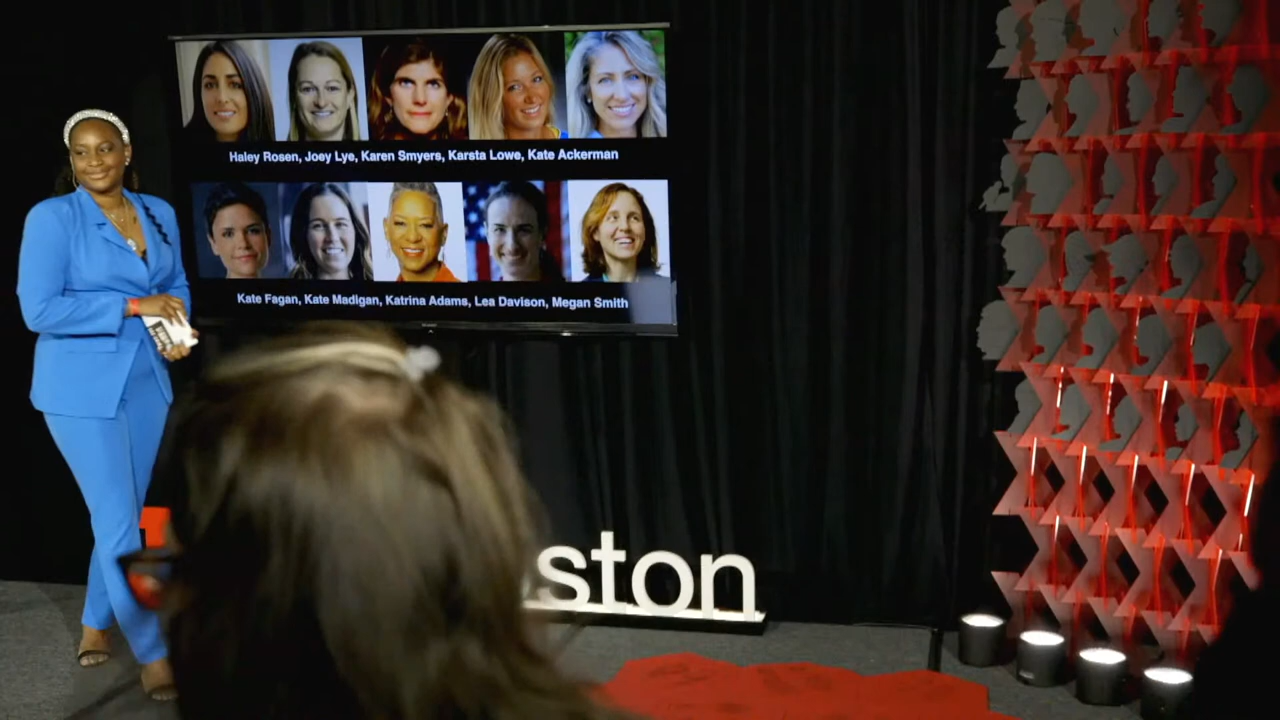 Haley Rosen, Joey Lye, Karen Smyers, Karsta Lowe, Kate Ackerman
Kate Fagan, Kate Madigan, Katrina Adams, Lea Davison, Megan Smith
ston